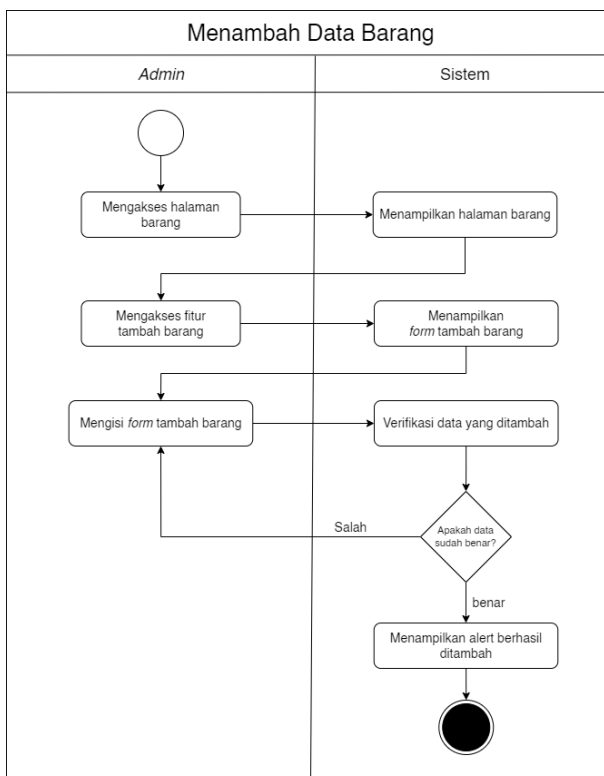 Menambah Data Barang
Admin
Sistem
Mengakses halaman
barang
Menampilkan halaman barang
Mengakses fitur
tambah barang
Menampilkan
form tambah barang
Mengisi form tambah barang
Verifikasi data yang ditambah
Salah
Apakah data
sudah benar?
benar
Menampilkan alert berhasil
ditambah